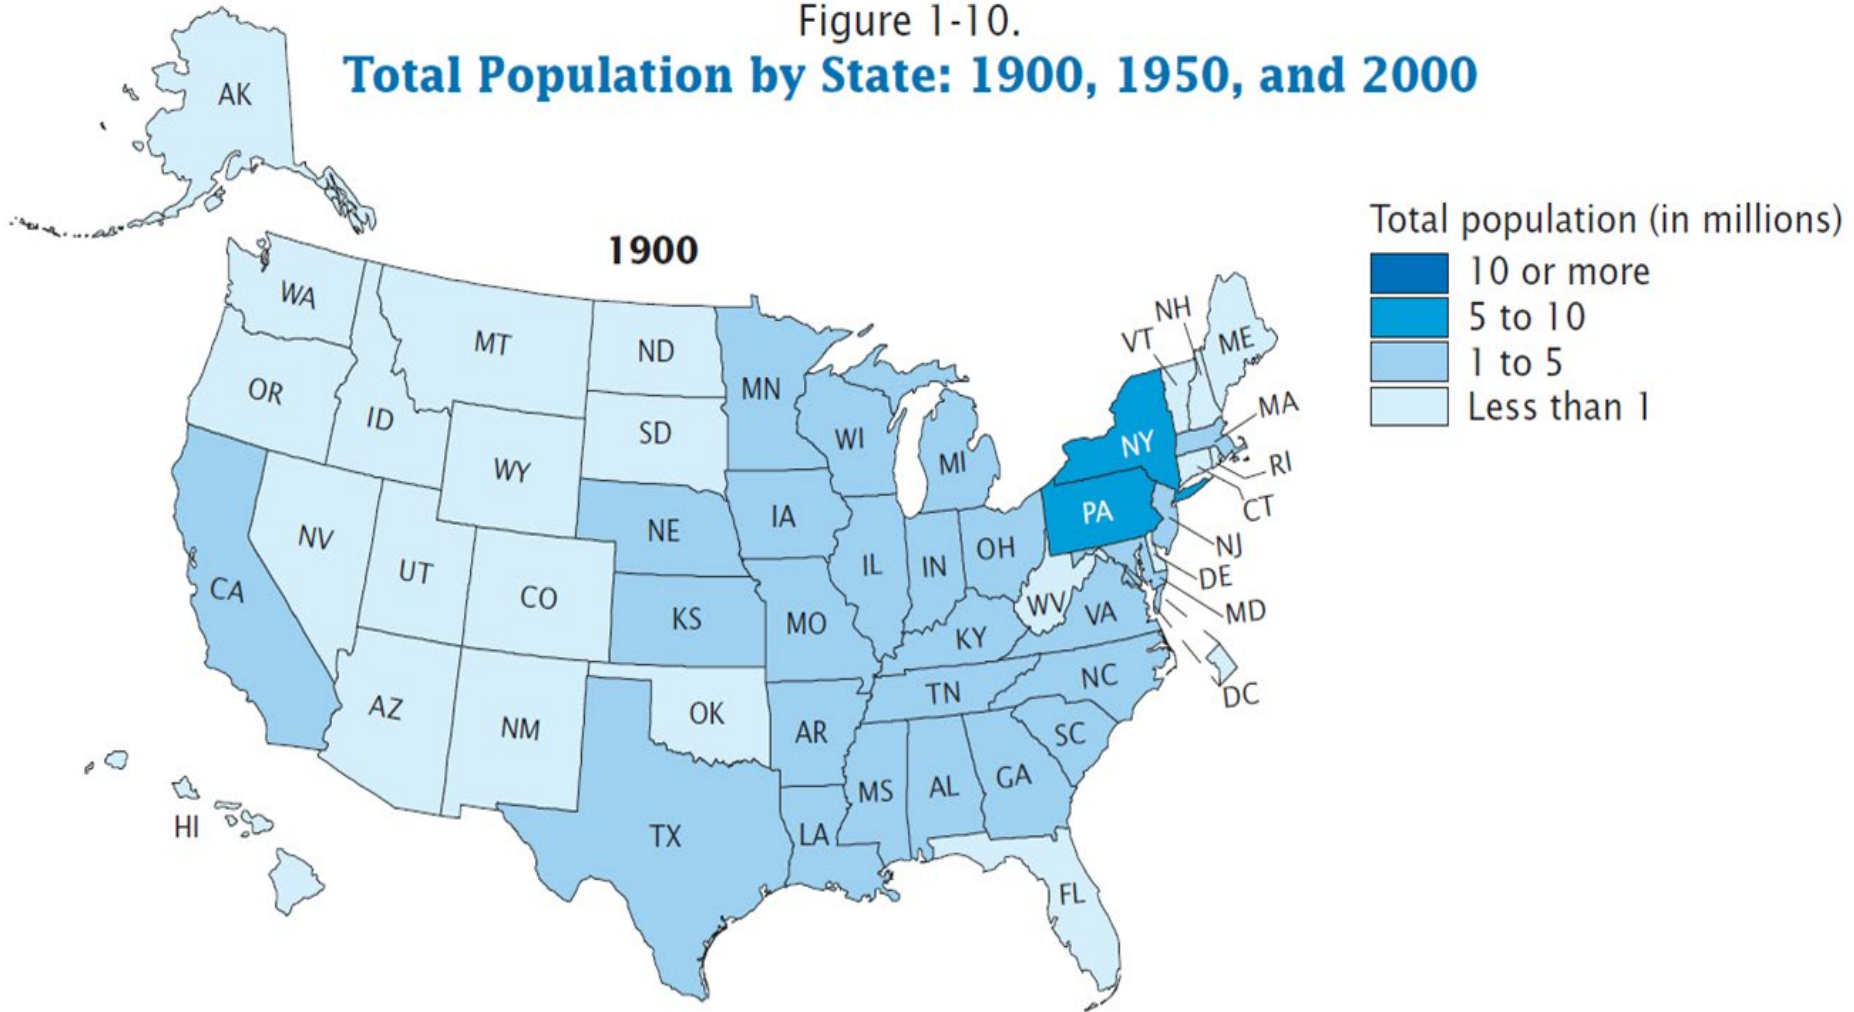 Figure 1-10.
Total Population by State: 1900, 1950, and 2000
AK
1900
Total population (in millions)
10 or more
5 to 10
1 to 5
Less than 1
WA
MT
ND
MN
NH
VT
ME
OR
ID
SD
WI
MI
NY
MA
RI
WY
NE
IA
PA
CT
NV
UT
CO
IL
IN
OH
NJ
DE
CA
KS
MO
KY
WV
VA
MD
AZ
NM
OK
AR
TN
NC
DC
SC
HI
TX
LA
MS
AL
GA
FL